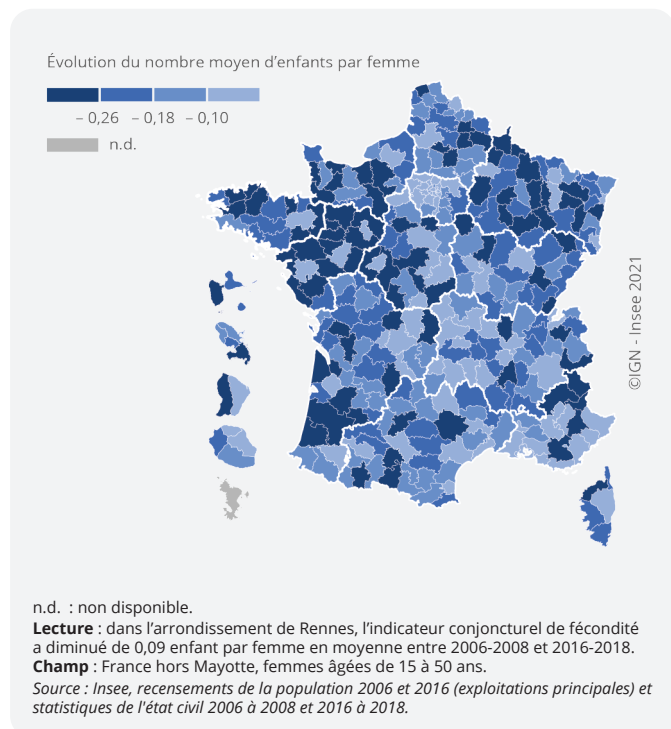 Évolution du nombre moyen d’enfants par femme
– 0,26 – 0,18 – 0,10
n.d.
©IGN - Insee 2021
n.d. : non disponible.
Lecture : dans l’arrondissement de Rennes, l’indicateur conjoncturel de fécondité
a diminué de 0,09 enfant par femme en moyenne entre 2006-2008 et 2016-2018.
Champ : France hors Mayotte, femmes âgées de 15 à 50 ans.
Source : Insee, recensements de la population 2006 et 2016 (exploitations principales) et
statistiques de l'état civil 2006 à 2008 et 2016 à 2018.